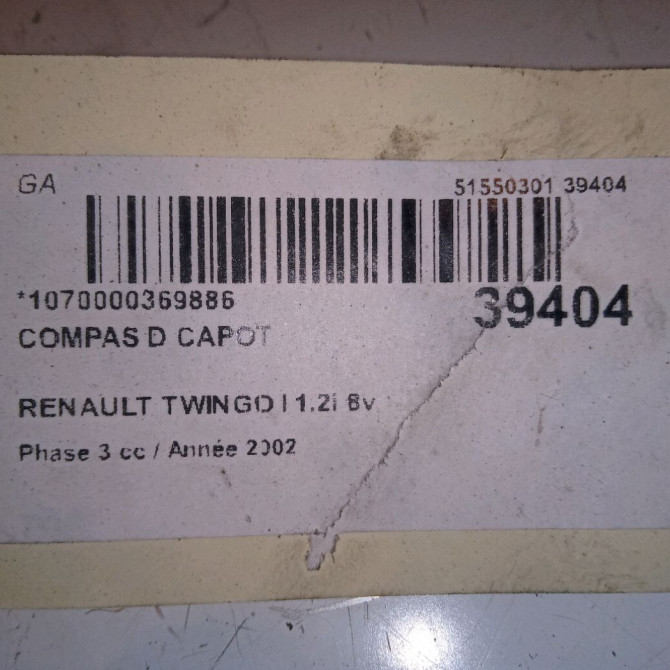 GA
51550301 39404
*1070000369886
39404
COMPAS D CAPOT
RENAULT TWINGO I 1.2i 8v
Phase 3 cc / Année 2002